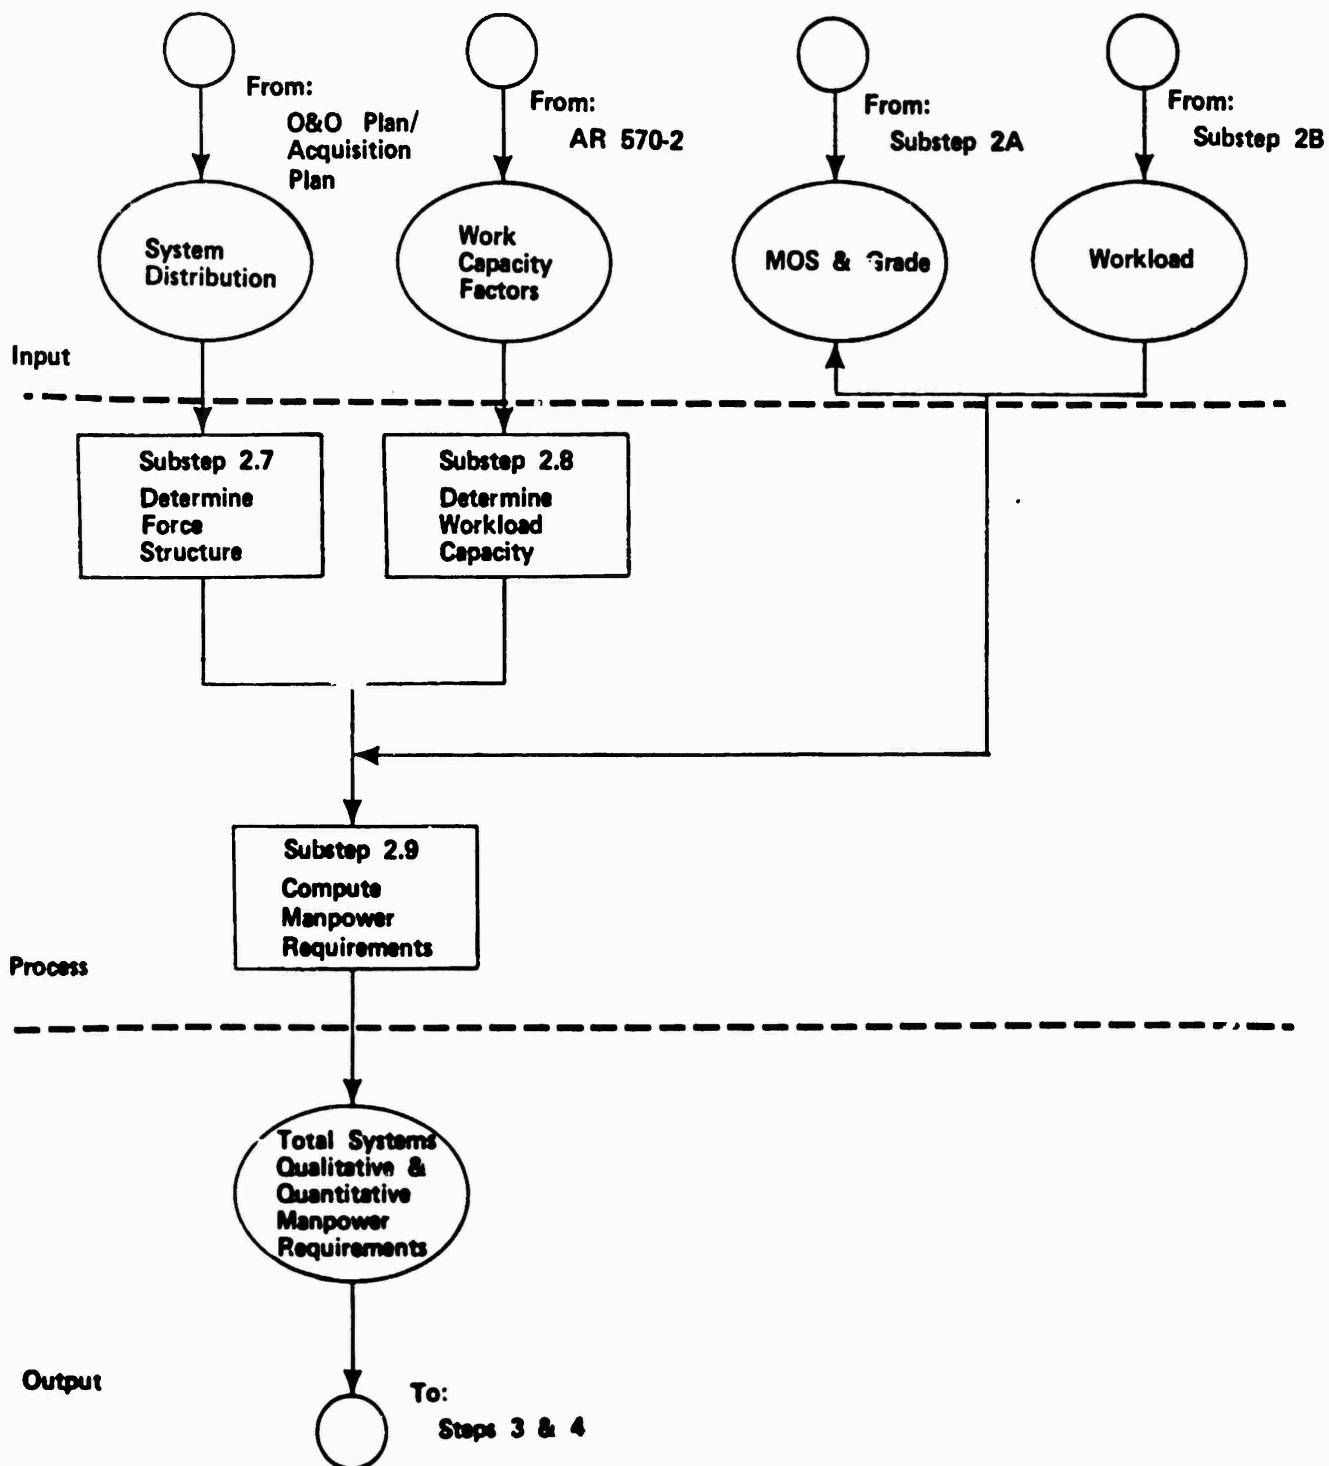 From:
O&O Plan/
Acquisition
Plan
From:
AR 570-2
From:
Substep 2A
From:
Substep 2B
System
Distribution
Work
Capacity
Factors
MOS & Grade
Workload
Input
Substep 2.7
Determine
Force
Structure
Substep 2.8
Determine
Workload
Capacity
Substep 2.9
Compute
Manpower
Requirements
Process
Total Systems
Qualitative &
Quantitative
Manpower
Requirements
Output
To:
Steps 3 & 4